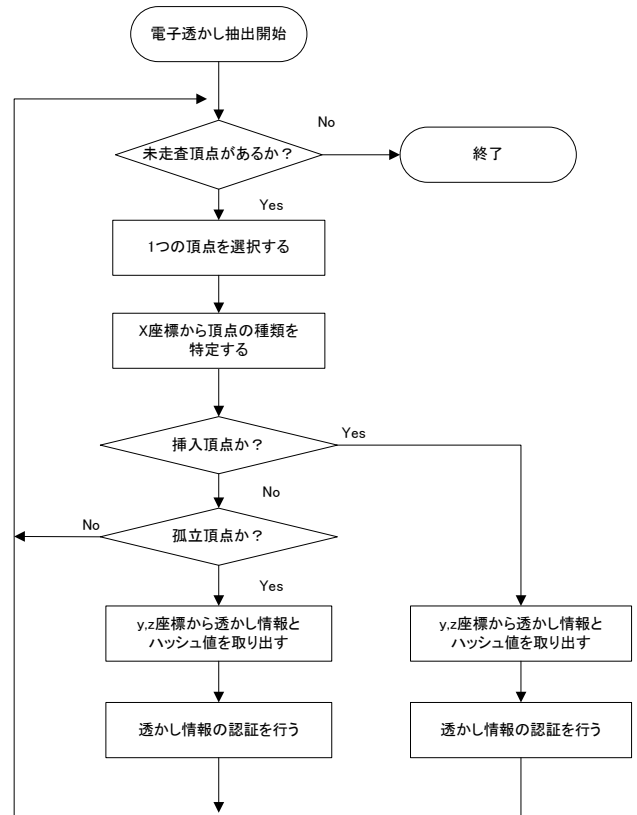 電子透かし抽出開始
未走査頂点があるか？
No
終了
Yes
1つの頂点を選択する
X座標から頂点の種類を
特定する
挿入頂点か？
Yes
No
孤立頂点か？
No
Yes
y,z座標から透かし情報と
ハッシュ値を取り出す
y,z座標から透かし情報と
ハッシュ値を取り出す
透かし情報の認証を行う
透かし情報の認証を行う